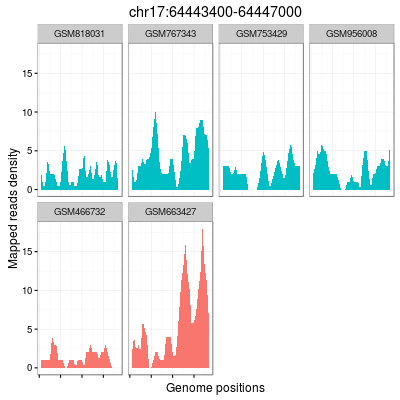 chr17:64443400-64447000
GSM818031 GSM767343 GSM753429 GSM956008
15
10
5
0
GSM466732 GSM663427
15
10
5
0
Mapped reads density
Genome positions